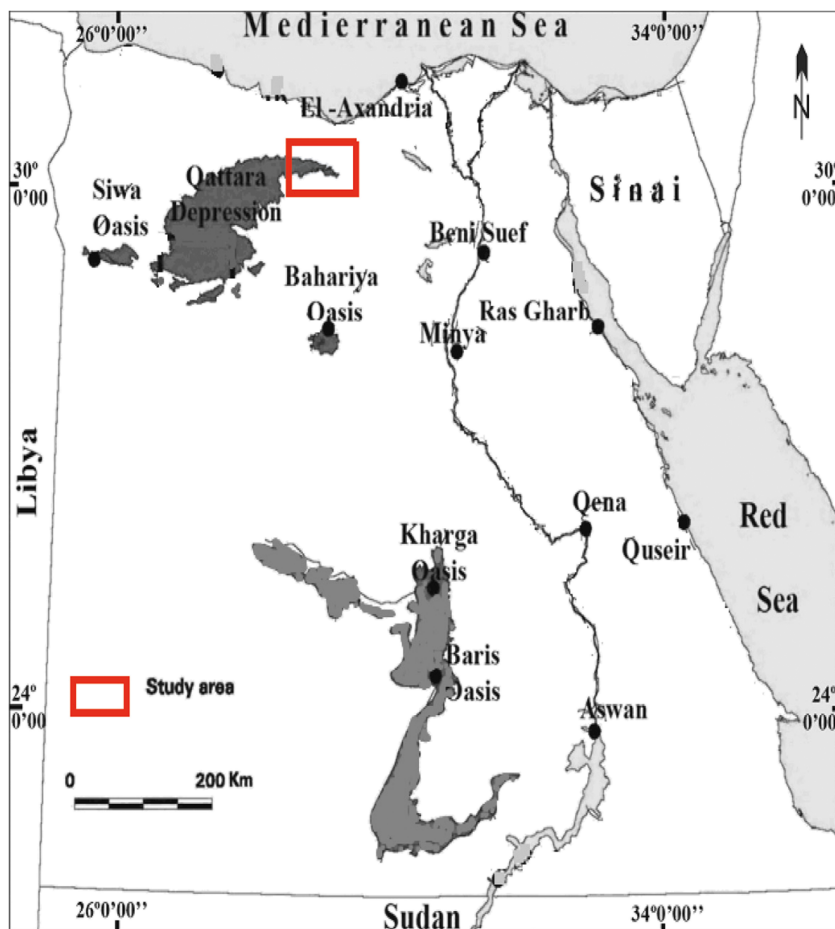 Medierranean Sea
26º0'00’’
34º0'00’’
N
El -Axandria
30º
0'00
30º
0'00
Qattara
Depression
Siwa
Øasis
Sinai
Beni Suef
Bahariya
Oasis
Ras Gharb
Minya
Libya
Qena
Red
Sea
Kharga
Oasis
Quseir
Baris
Oasis
Study area
24º
0'00
24º
0'00
Aswan
0
200 Km
26º0'00’’
34º0'00’’
Sudan